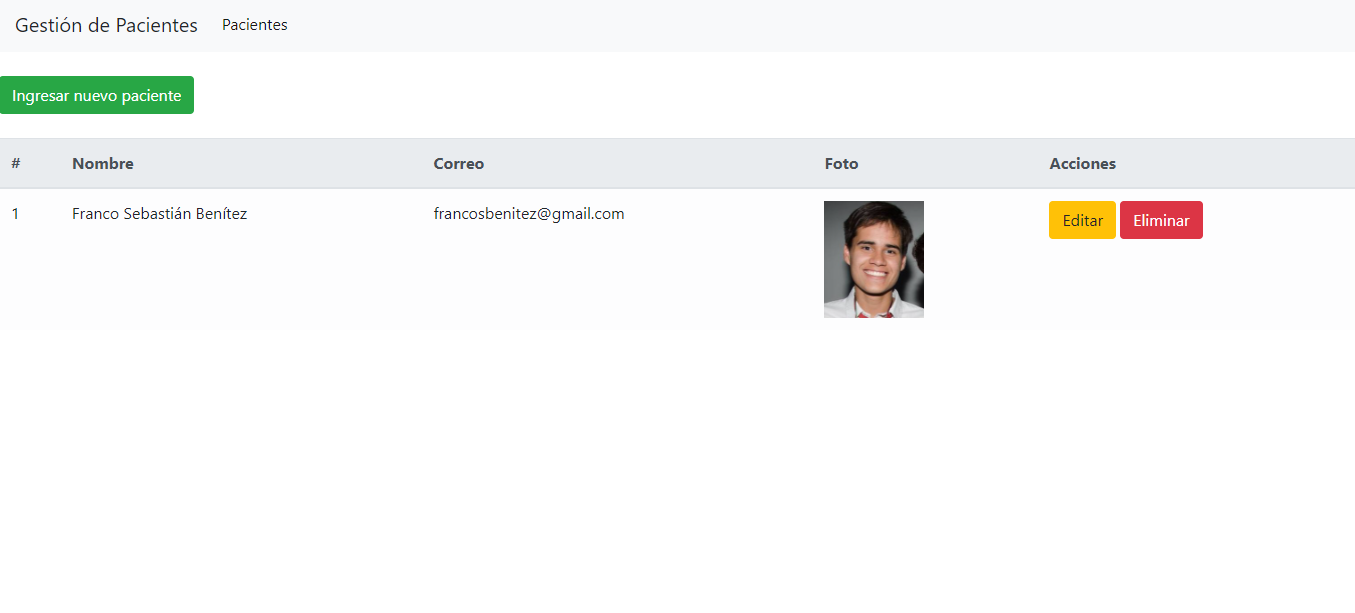 Gestión de Pacientes Pacientes
Ingresar nuevo paciente
# Nombre Correo Foto Acciones
1 Franco Sebastián Benítez francosbenitez@gmail.com Editar Eliminar